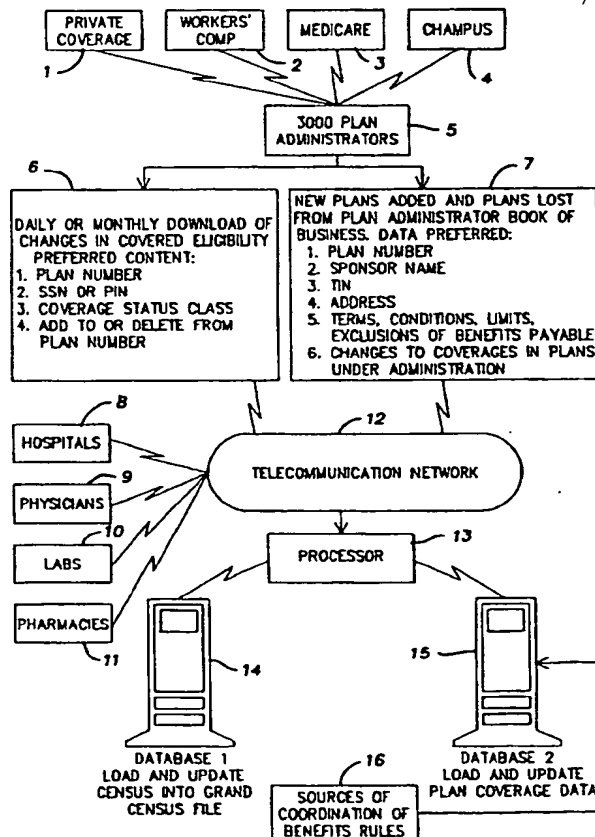 PRIVATE COVERAGE
WORKERS' COMP
MEDICARE
CHAMPUS
1
2
3
4
3000 PLAN
ADMINISTRATORS
5
6
7
DAILY OR MONTHLY DOWNLOAD OF
CHANGES IN COVERED ELIGIBILITY
PREFERRED CONTENT:
1. PLAN NUMBER
2. SSN OR PIN
3. COVERAGE STATUS CLASS
4. ADD TO OR DELETE FROM
PLAN NUMBER
NEW PLANS ADDED AND PLANS LOST
FROM PLAN ADMINISTRATOR BOOK OF
BUSINESS. DATA PREFERRED:
1. PLAN NUMBER
2. SPONSOR NAME
3. TIN
4. ADDRESS
5. TERMS, CONDITIONS, LIMITS,
EXCLUSIONS OF BENEFITS PAYABLE
6. CHANGES TO COVERAGES IN PLANS
UNDER ADMINISTRATION
8
HOSPITALS
9
PHYSICIANS
10
LABS
PHARMACIES
11
12
TELECOMMUNICATION NETWORK
PROCESSOR
13
14
15
DATABASE 1
LOAD AND UPDATE
CENSUS INTO GRAND
CENSUS FILE
DATABASE 2
LOAD AND UPDATE
PLAN COVERAGE DATA
16
SOURCES OF
COORDINATION OF
BENEFITS RULES